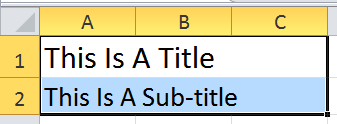 A B C
1 This Is A Title
2 This Is A Sub-title